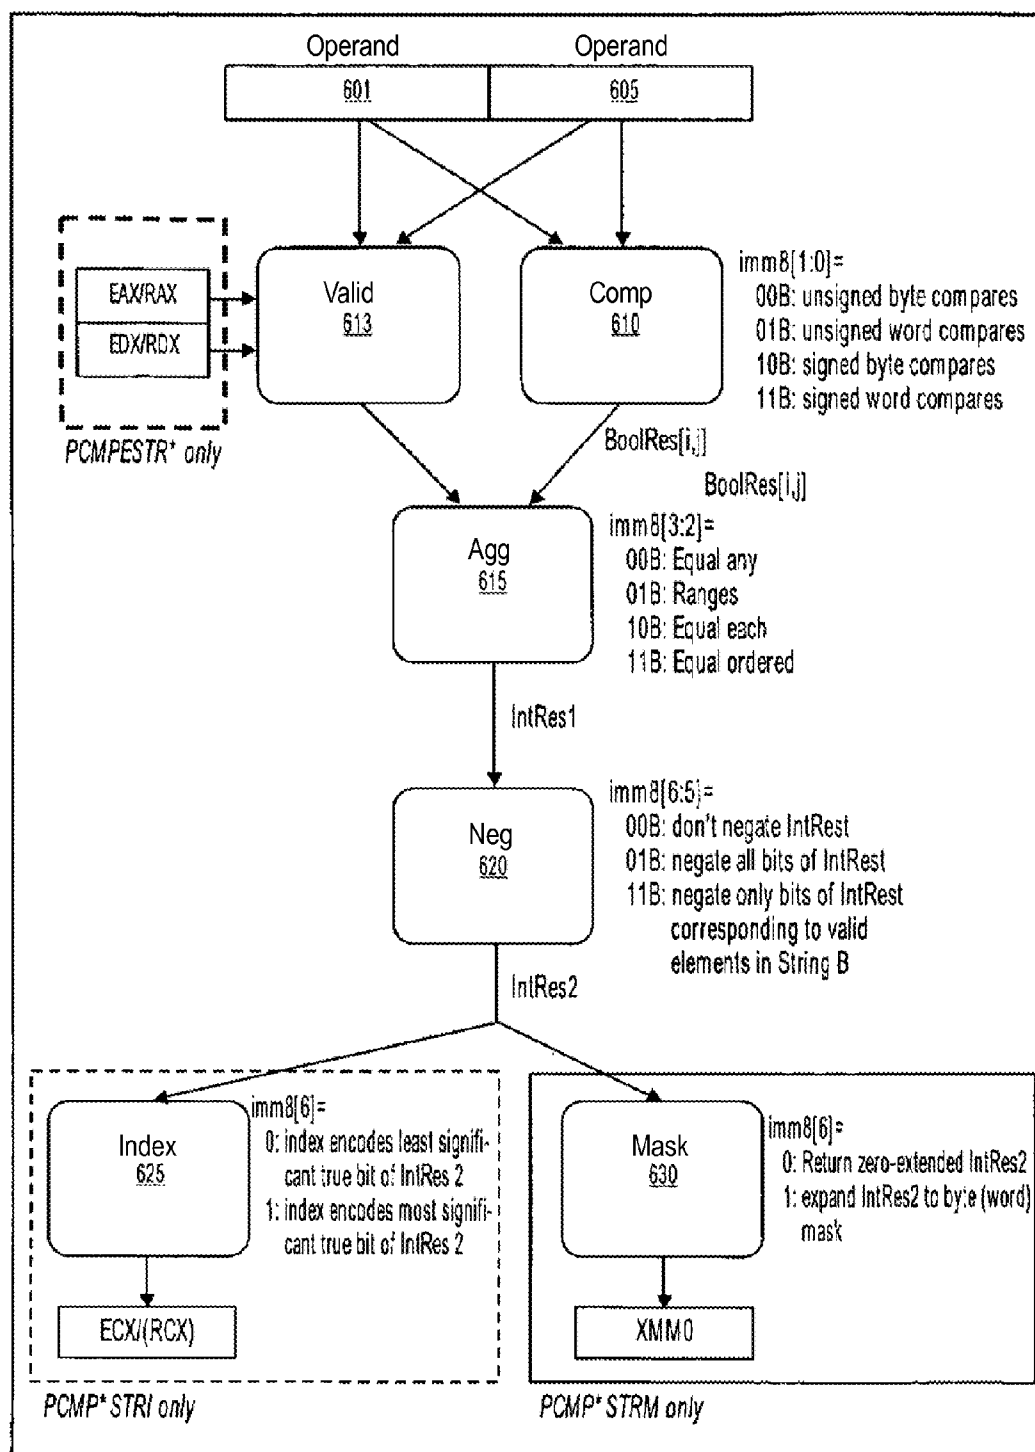 Operand
Operand
601
605
EAX/RAX
EDX/RDX
PCMPESTR* only
Valid
613
Comp
610
imm8[1:0]=
00B: unsigned byte compares
01B: unsigned word compares
10B: signed byte compares
11B: signed word compares
BoolRes[i,j]
BoolRes[i,j]
Agg
615
imm8[3:2]=
00B: Equal any
01B: Ranges
10B: Equal each
11B: Equal ordered
IntRes1
Neg
620
imm8[6:5]=
00B: don't negate IntRest
01B: negate all bits of IntRest
11B: negate only bits of IntRest
corresponding to valid
elements in String B
IntRes2
Index
625
imm8[6]=
0: index encodes least signifi-
cant true bit of IntRes 2
1: index encodes most signifi-
cant true bit of IntRes 2
ECX/(RCX)
PCMP* STRI only
Mask
630
imm8[6]=
0: Return zero-extended IntRes2
1: expand IntRes2 to byte (word)
mask
XMM0
PCMP* STRM only